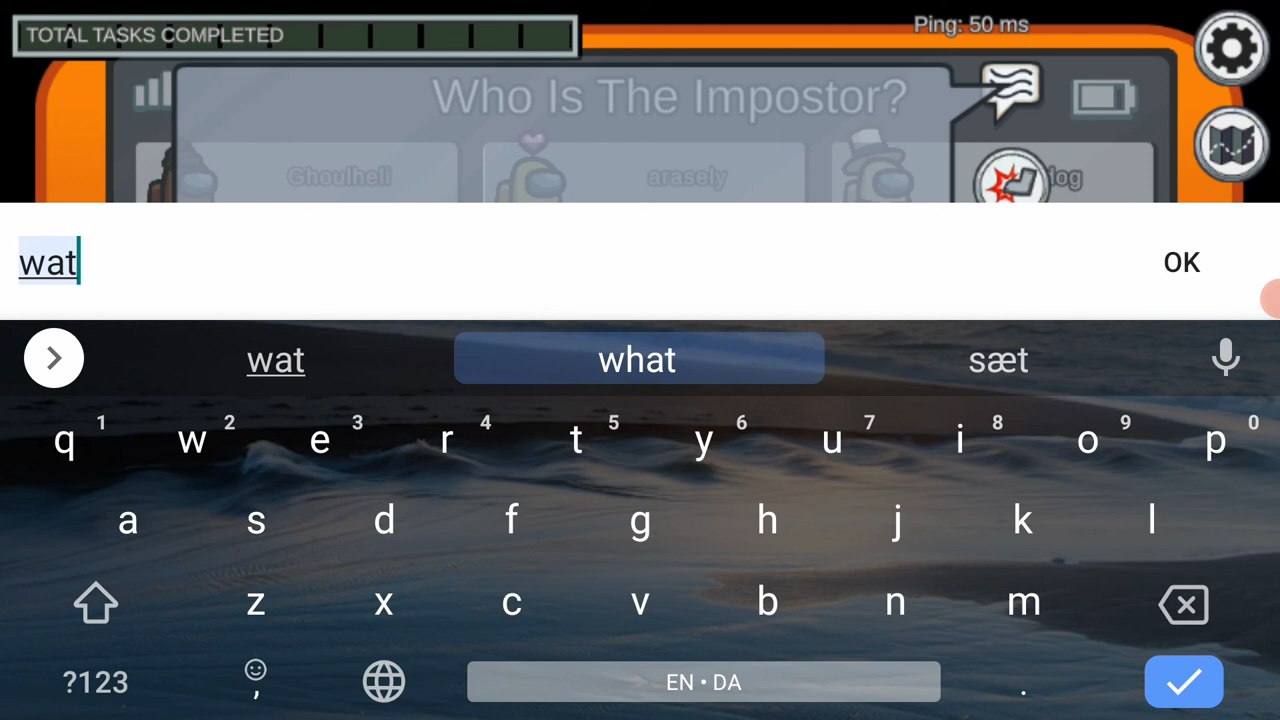 TOTAL TASKS COMPLETED
Ping: 50 ms
Who Is The Impostor?
Ghoulheli
arasely
wat
OK
wat what sæt
q 1 w 2 e 3 r 4 t 5 y 6 u 7 i 8 o 9 p 0
a s d f g h j k l
z x c v b n m
?123 , EN • DA .